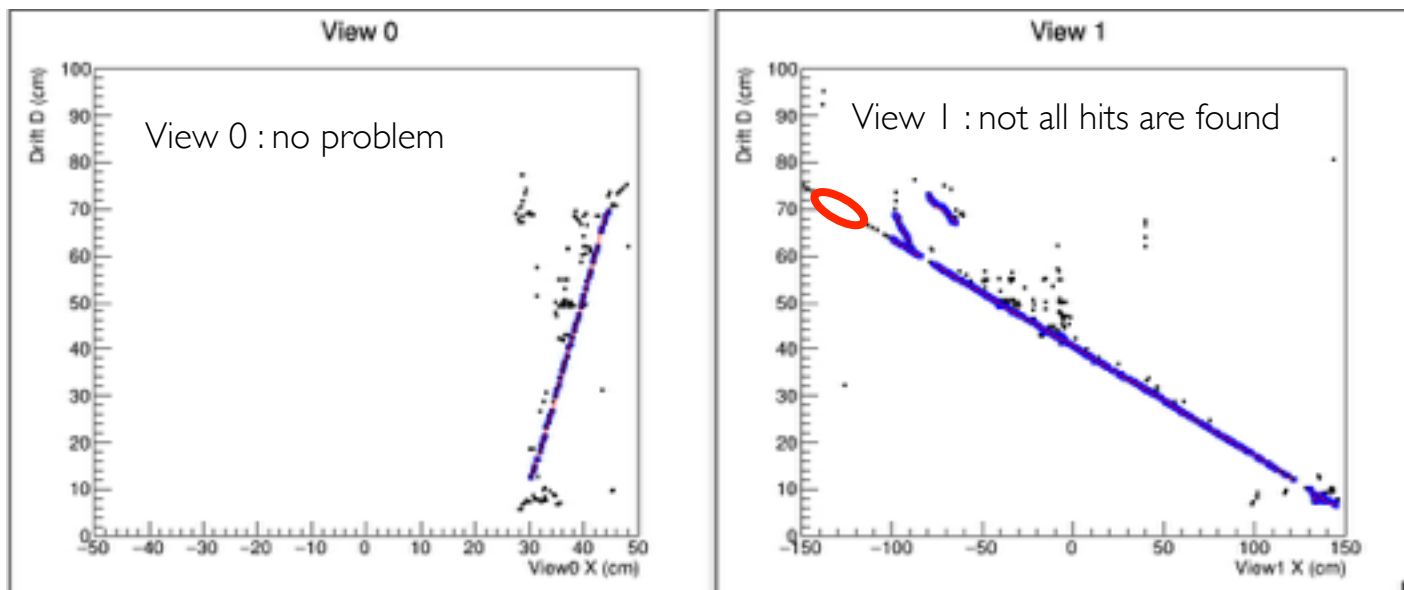 View 0
Drift D (cm)
100
90
80
70
60
50
40
30
20
10
0
View 0 : no problem
−50 −40 −30 −20 −10 0 10 20 30 40 50
View0 X (cm)
View 1
Drift D (cm)
100
90
80
70
60
50
40
30
20
10
0
View 1 : not all hits are found
−150 −100 −50 0 50 100 150
View1 X (cm)